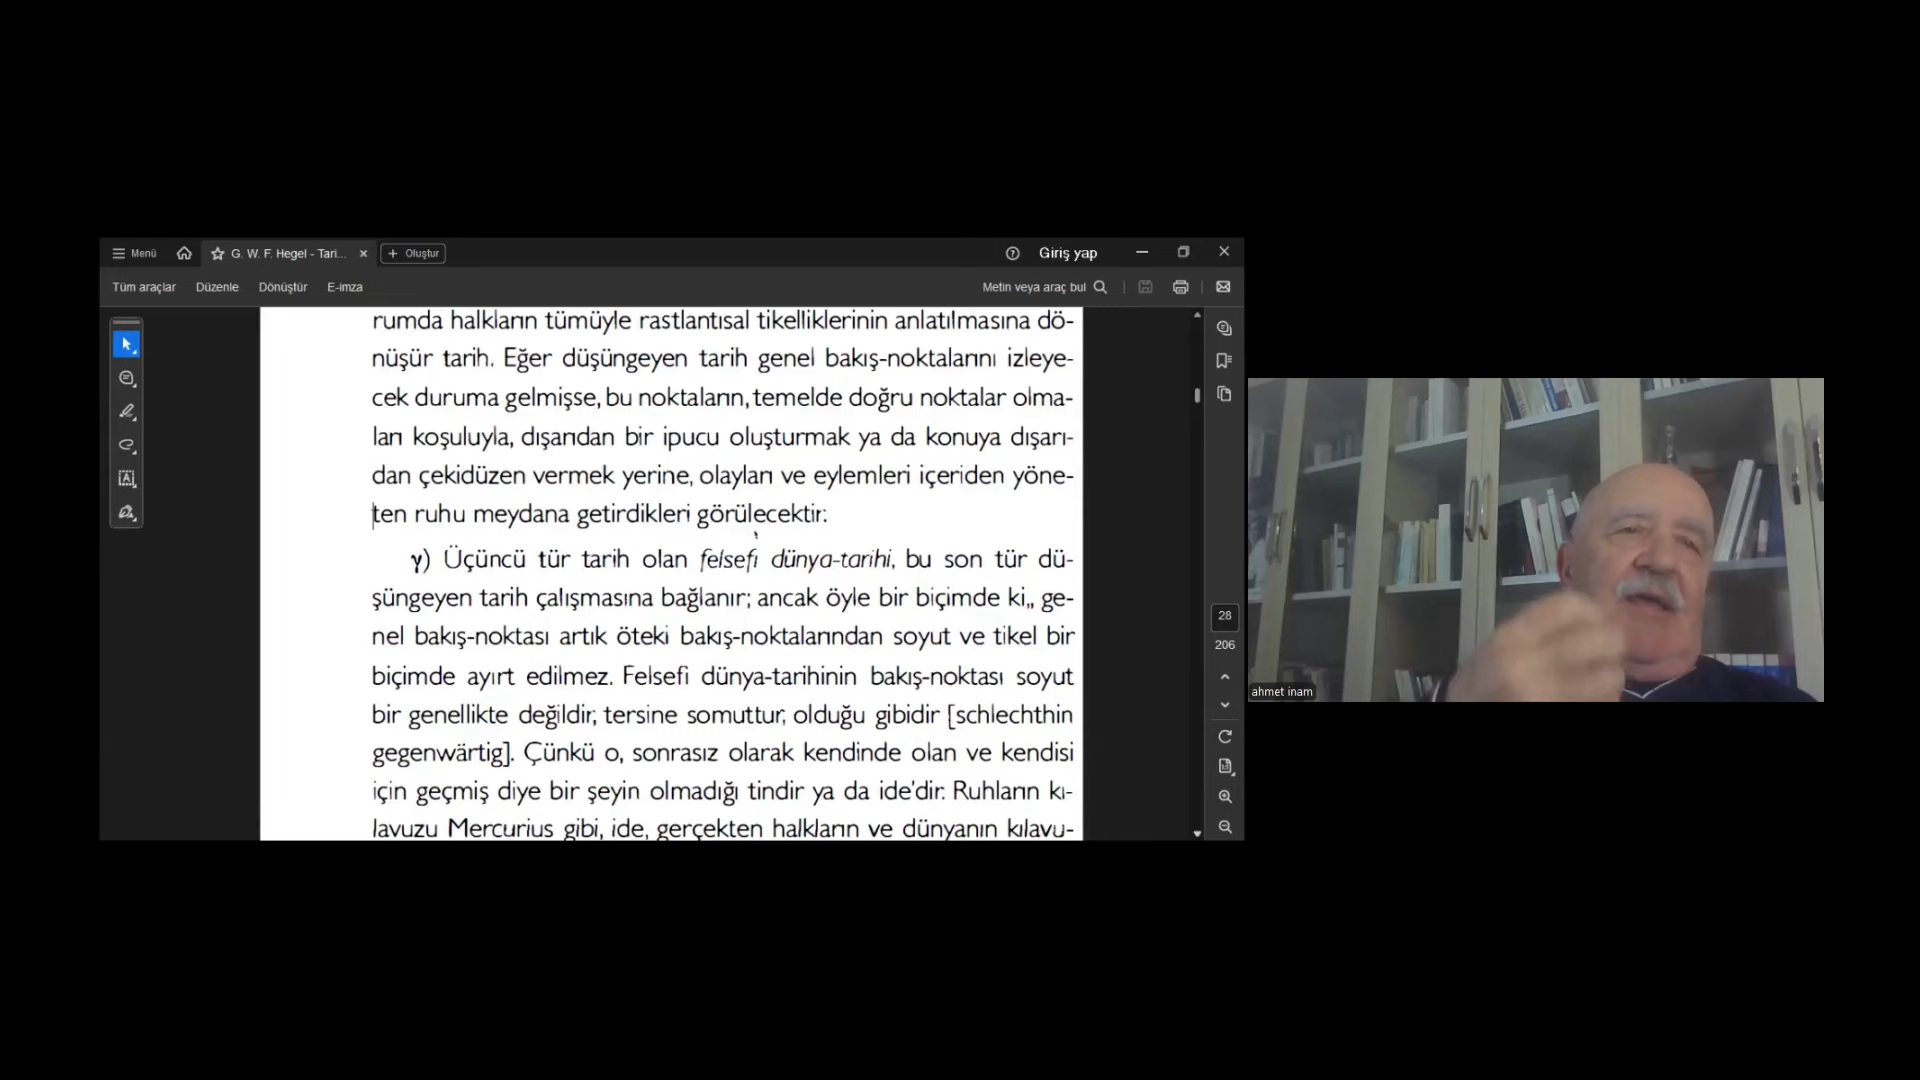 Menü
G. W. F. Hegel - Tari...
Oluştur
Giriş yap
Tüm araçlar
Düzenle
Dönüştür
E-imza
Metin veya araç bul
rumda halkların tümüyle rastlantısal tikelliklerinin anlatılmasına dö-
nüşür tarih. Eğer düşüngeyen tarih genel bakış-noktalarını izleye-
cek duruma gelmişse, bu noktaların, temelde doğru noktalar olma-
ları koşuluyla, dışarıdan bir ipucu oluşturmak ya da konuya dışarı-
dan çekidüzen vermek yerine, olayları ve eylemleri içeriden yöne-
ten ruhu meydana getirdikleri görülecektir.
γ) Üçüncü tür tarih olan felsefi dünya-tarihi, bu son tür dü-
şüngeyen tarih çalışmasına bağlanır; ancak öyle bir biçimde ki,, ge-
nel bakış-noktası artık öteki bakış-noktalarından soyut ve tikel bir
biçimde ayırt edilmez. Felsefi dünya-tarihinin bakış-noktası soyut
bir genellikte değildir, tersine somuttur, olduğu gibidir [schlechthin
gegenwärtig]. Çünkü o, sonrasız olarak kendinde olan ve kendisi
için geçmiş diye bir şeyin olmadığı tindir ya da ide'dir. Ruhların kı-
lavuzu Mercurius gibi, ide, gerçekten halkların ve dünyanın kılavu-
28
206
ahmet inam